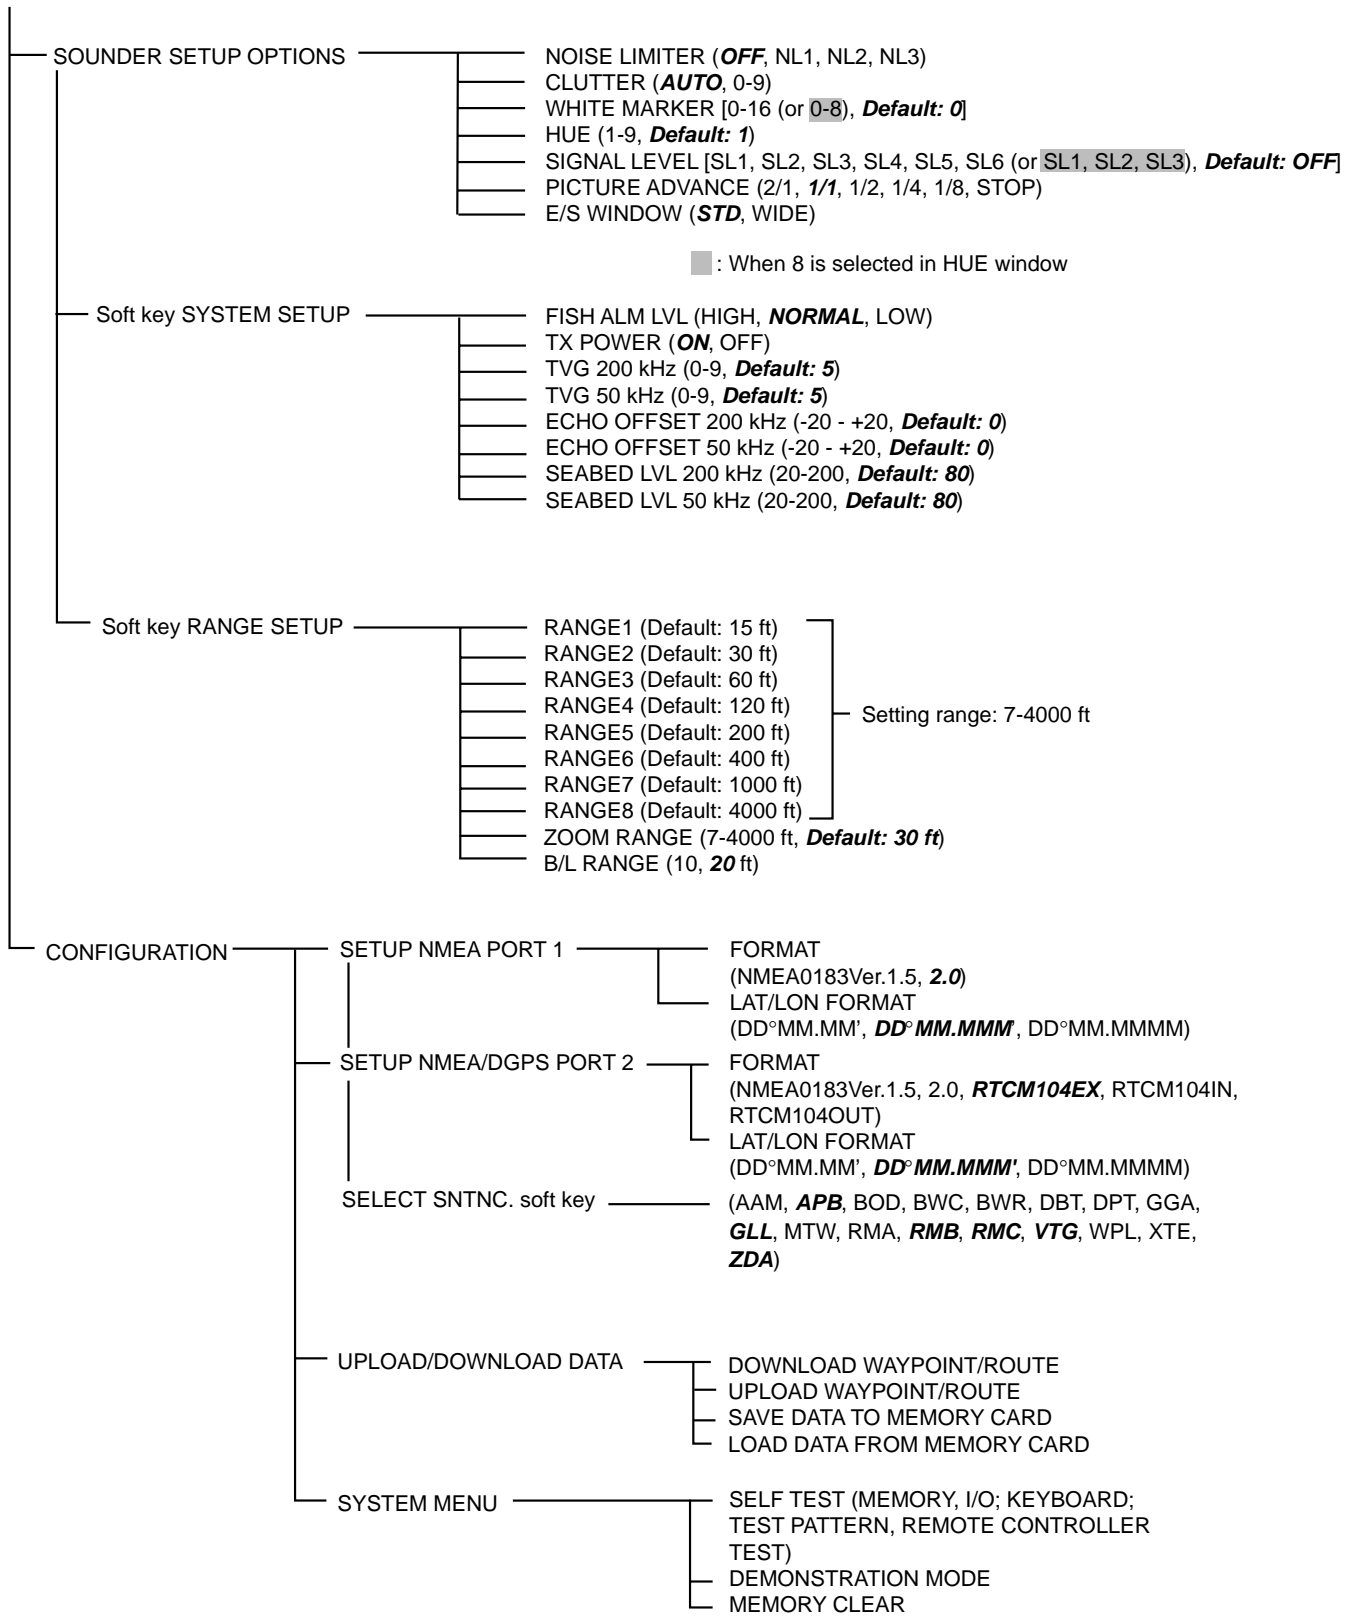 SOUNDER SETUP OPTIONS
NOISE LIMITER (OFF, NL1, NL2, NL3)
CLUTTER (AUTO, 0-9)
WHITE MARKER [0-16 (or 0-8), Default: 0]
HUE (1-9, Default: 1)
SIGNAL LEVEL [SL1, SL2, SL3, SL4, SL5, SL6 (or SL1, SL2, SL3), Default: OFF]
PICTURE ADVANCE (2/1, 1/1, 1/2, 1/4, 1/8, STOP)
E/S WINDOW (STD, WIDE)
: When 8 is selected in HUE window
Soft key SYSTEM SETUP
FISH ALM LVL (HIGH, NORMAL, LOW)
TX POWER (ON, OFF)
TVG 200 kHz (0-9, Default: 5)
TVG 50 kHz (0-9, Default: 5)
ECHO OFFSET 200 kHz (-20 - +20, Default: 0)
ECHO OFFSET 50 kHz (-20 - +20, Default: 0)
SEABED LVL 200 kHz (20-200, Default: 80)
SEABED LVL 50 kHz (20-200, Default: 80)
Soft key RANGE SETUP
RANGE1 (Default: 15 ft)
RANGE2 (Default: 30 ft)
RANGE3 (Default: 60 ft)
RANGE4 (Default: 120 ft)
RANGE5 (Default: 200 ft)
RANGE6 (Default: 400 ft)
RANGE7 (Default: 1000 ft)
RANGE8 (Default: 4000 ft)
Setting range: 7-4000 ft
ZOOM RANGE (7-4000 ft, Default: 30 ft)
B/L RANGE (10, 20 ft)
CONFIGURATION
SETUP NMEA PORT 1
FORMAT
(NMEA0183Ver.1.5, 2.0)
LAT/LON FORMAT
(DD°MM.MM', DD°MM.MMM', DD°MM.MMMM)
SETUP NMEA/DGPS PORT 2
FORMAT
(NMEA0183Ver.1.5, 2.0, RTCM104EX, RTCM104IN,
RTCM104OUT)
LAT/LON FORMAT
(DD°MM.MM', DD°MM.MMM', DD°MM.MMMM)
SELECT SNTNC. soft key
(AAM, APB, BOD, BWC, BWR, DBT, DPT, GGA,
GLL, MTW, RMA, RMB, RMC, VTG, WPL, XTE,
ZDA)
UPLOAD/DOWNLOAD DATA
DOWNLOAD WAYPOINT/ROUTE
UPLOAD WAYPOINT/ROUTE
SAVE DATA TO MEMORY CARD
LOAD DATA FROM MEMORY CARD
SYSTEM MENU
SELF TEST (MEMORY, I/O; KEYBOARD;
TEST PATTERN, REMOTE CONTROLLER
TEST)
DEMONSTRATION MODE
MEMORY CLEAR